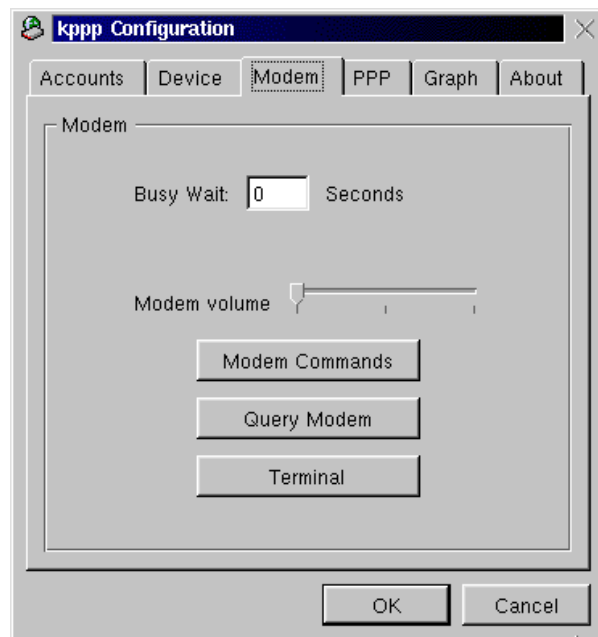 kppp Configuration
Accounts Device Modem PPP Graph About
Modem
Busy Wait: 0 Seconds
Modem volume
Modem Commands
Query Modem
Terminal
OK Cancel